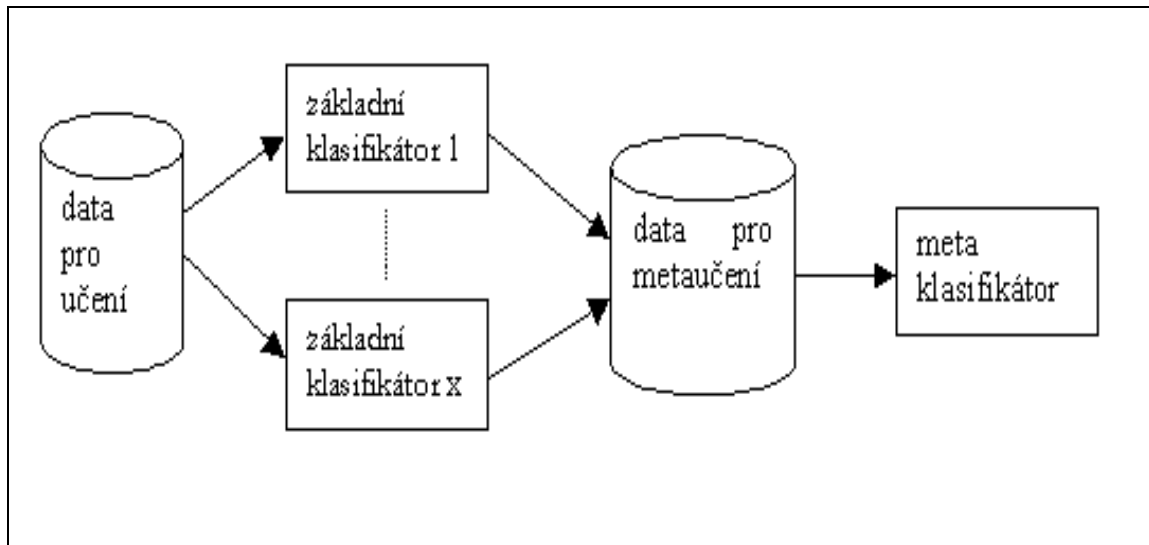 data
pro
učení
základní
klasifikátor 1
základní
klasifikátor x
data pro
metaučení
meta
klasifikátor